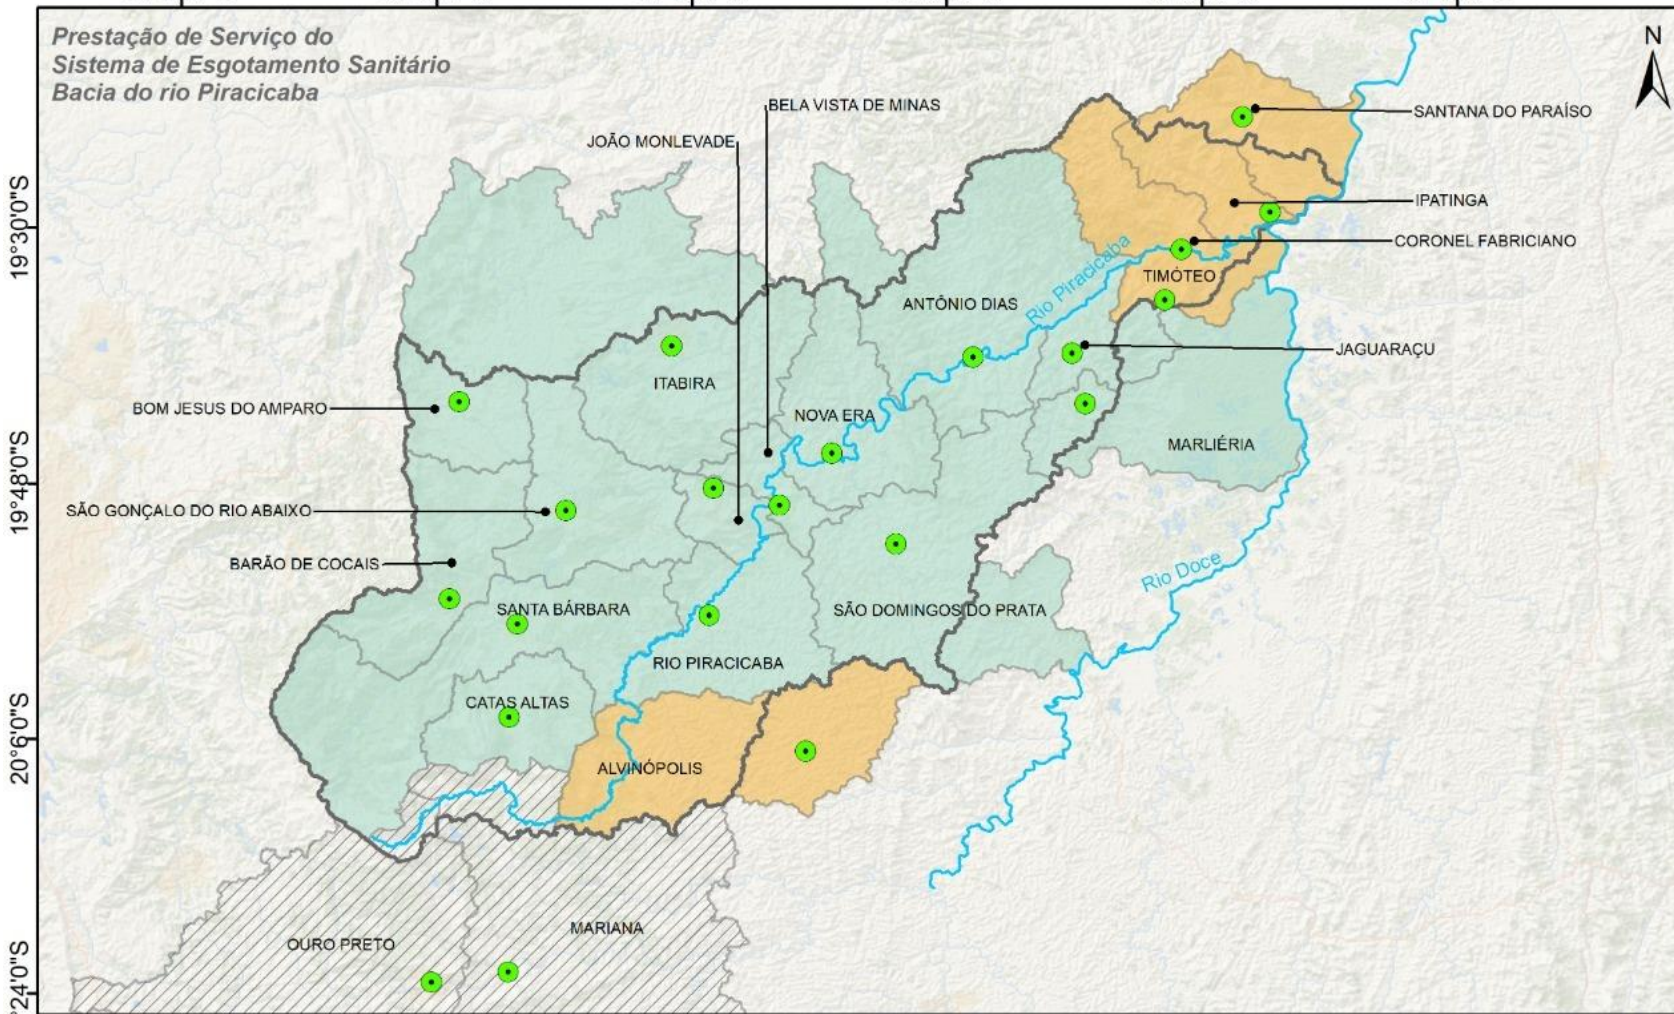 Prestação de Serviço do
Sistema de Esgotamento Sanitário
Bacia do rio Piracicaba
N
BELA VISTA DE MINAS
SANTANA DO PARAÍSO
JOÃO MONLEVADE
IPATINGA
19°30'0"S
CORONEL FABRICIANO
Rio Piracicaba
TIMÓTEO
ANTÔNIO DIAS
JAGUARAÇU
ITABIRA
BOM JESUS DO AMPARO
NOVA ERA
MARLIÉRIA
19°48'0"S
SÃO GONÇALO DO RIO ABAIXO
BARÃO DE COCAIS
Rio Doce
SANTA BÁRBARA
SÃO DOMINGOS DO PRATA
RIO PIRACICABA
CATAS ALTAS
20°6'0"S
ALVINÓPOLIS
MARIANA
OURO PRETO
°24'0"S